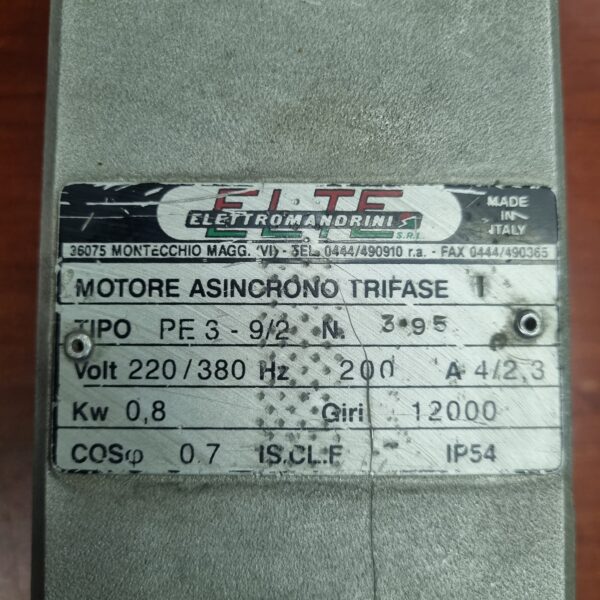 ELTE
ELETTROMANDRINI
S.R.L.
MADE
IN
ITALY
36075 MONTECCHIO MAGG. (VI) - TEL. 0444/490910 r.a. - FAX 0444/490365
MOTORE ASINCRONO TRIFASE
TIPO PE 3 - 9/2 N. 3-95
Volt 220/380 Hz 200 A 4/2,3
Kw 0,8 Giri 12000
COSφ 0.7 IS.CL.F IP54